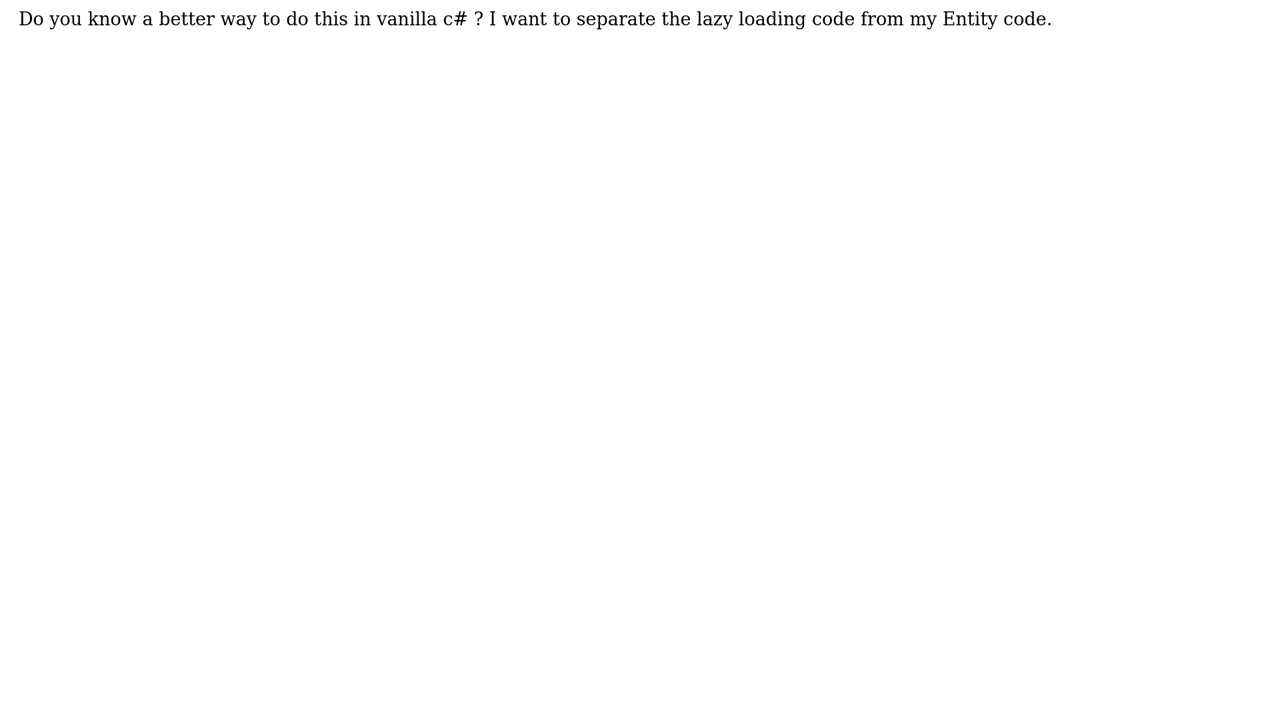 Do you know a better way to do this in vanilla c# ? I want to separate the lazy loading code from my Entity code.